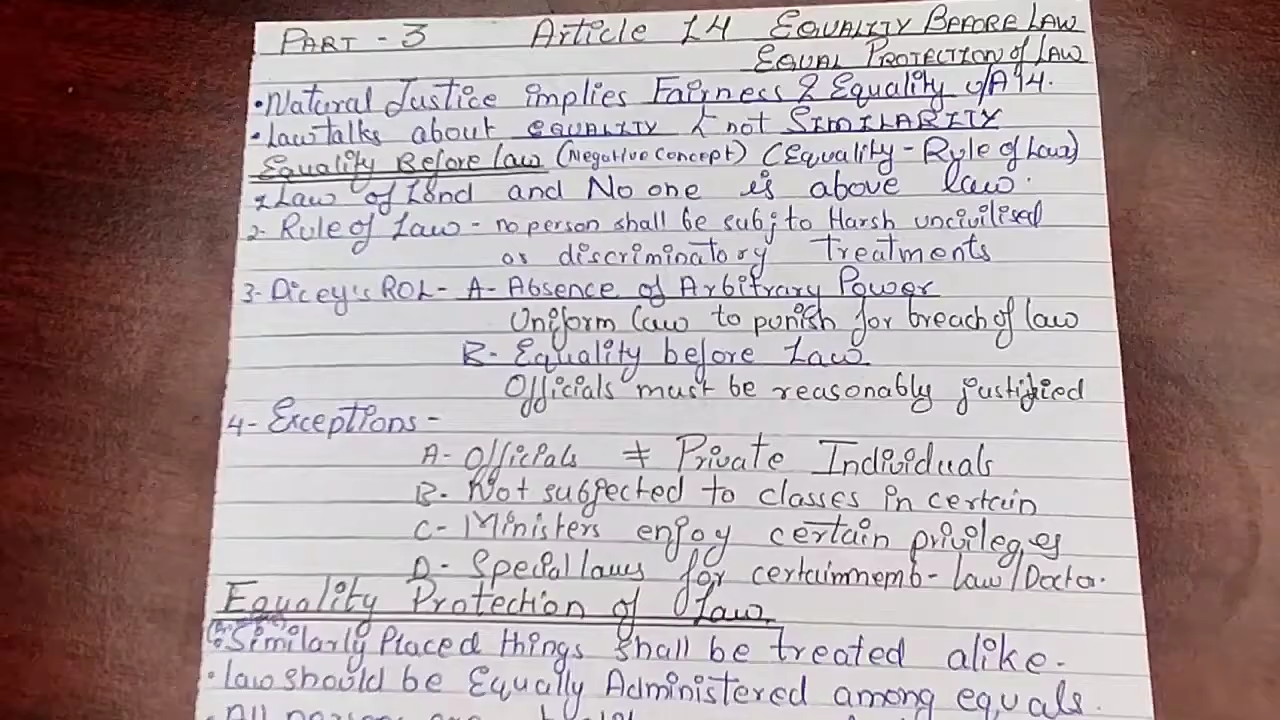 PART - 3 Article 14 EQUALITY BEFORE LAW
EQUAL PROTECTION of LAW
• Natural Justice implies Fairness & Equality u/A 14.
• Law talks about EQUALITY & not SIMILARITY
Equality Before law (Negative Concept) (Equality - Rule of Law)
1 Law of Land and No one is above law.
2- Rule of Law - no person shall be subj to Harsh uncivilised
or discriminatory treatments
3- Dicey's ROL - A- Absence of Arbitrary Power
Uniform law to punish for breach of law
B- Equality before Law
Officials must be reasonably justified
4- Exceptions -
A- Officials ≠ Private Individuals
B- Not subjected to classes in certain
C- Ministers enjoy certain privileges
D- Special laws for certain memb - law/Doctor.
Equality Protection of Law
Similarly Placed things shall be treated alike.
• law should be Equally Administered among equals.
• All persons are